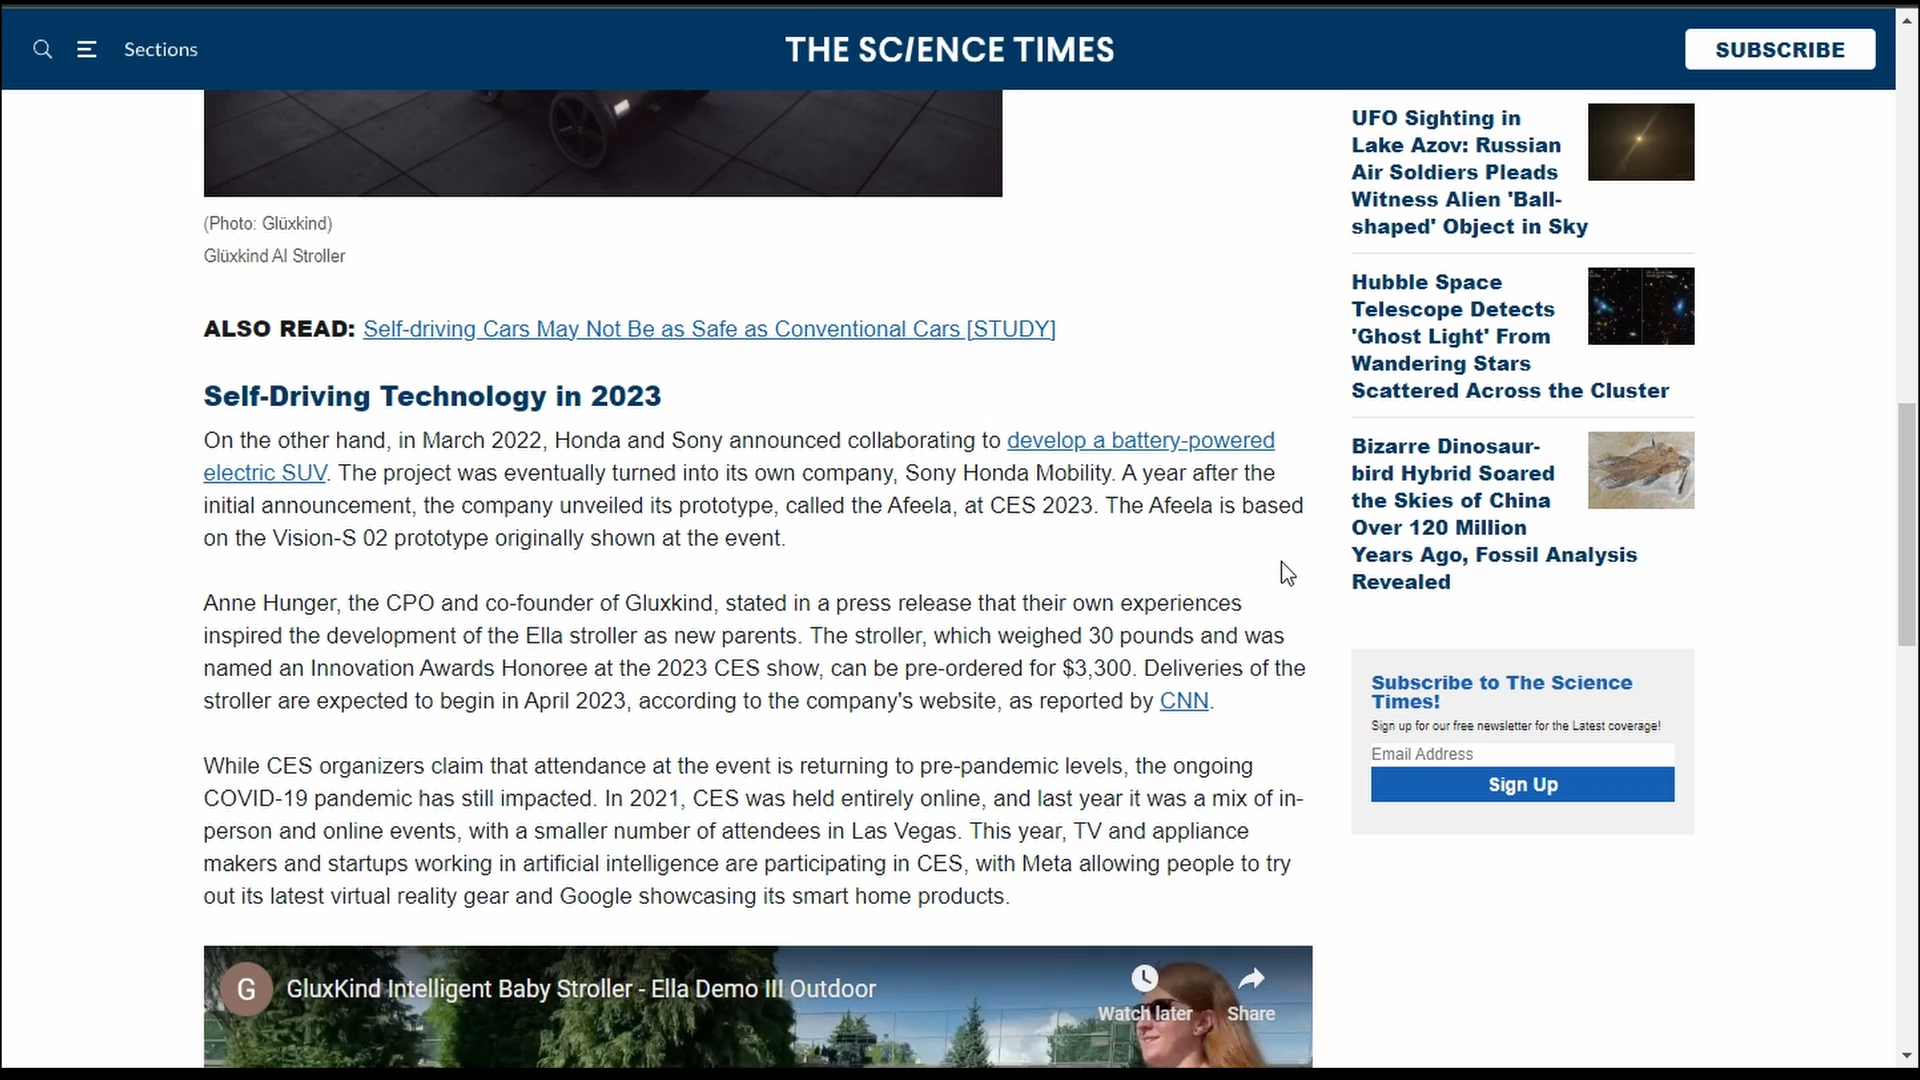 Sections
THE SCIENCE TIMES
SUBSCRIBE
(Photo: Glüxkind)
Glüxkind AI Stroller
ALSO READ: Self-driving Cars May Not Be as Safe as Conventional Cars [STUDY]
Self-Driving Technology in 2023
On the other hand, in March 2022, Honda and Sony announced collaborating to develop a battery-powered
electric SUV. The project was eventually turned into its own company, Sony Honda Mobility. A year after the
initial announcement, the company unveiled its prototype, called the Afeela, at CES 2023. The Afeela is based
on the Vision-S 02 prototype originally shown at the event.
Anne Hunger, the CPO and co-founder of Gluxkind, stated in a press release that their own experiences
inspired the development of the Ella stroller as new parents. The stroller, which weighed 30 pounds and was
named an Innovation Awards Honoree at the 2023 CES show, can be pre-ordered for $3,300. Deliveries of the
stroller are expected to begin in April 2023, according to the company's website, as reported by CNN.
While CES organizers claim that attendance at the event is returning to pre-pandemic levels, the ongoing
COVID-19 pandemic has still impacted. In 2021, CES was held entirely online, and last year it was a mix of in-
person and online events, with a smaller number of attendees in Las Vegas. This year, TV and appliance
makers and startups working in artificial intelligence are participating in CES, with Meta allowing people to try
out its latest virtual reality gear and Google showcasing its smart home products.
G
GluxKind Intelligent Baby Stroller - Ella Demo III Outdoor
Watch later
Share
UFO Sighting in
Lake Azov: Russian
Air Soldiers Pleads
Witness Alien 'Ball-
shaped' Object in Sky
Hubble Space
Telescope Detects
'Ghost Light' From
Wandering Stars
Scattered Across the Cluster
Bizarre Dinosaur-
bird Hybrid Soared
the Skies of China
Over 120 Million
Years Ago, Fossil Analysis
Revealed
Subscribe to The Science
Times!
Sign up for our free newsletter for the Latest coverage!
Email Address
Sign Up